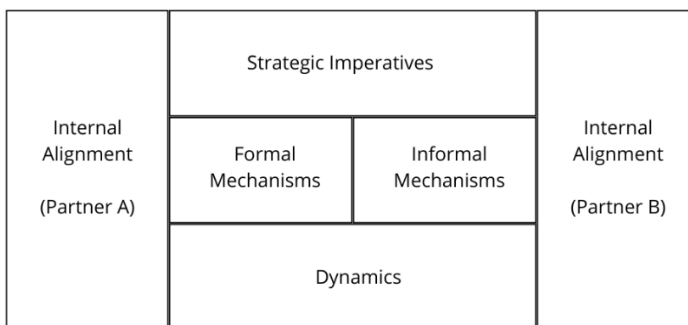 Strategic Imperatives
Internal
Alignment
(Partner A)
Formal
Mechanisms
Informal
Mechanisms
Internal
Alignment
(Partner B)
Dynamics